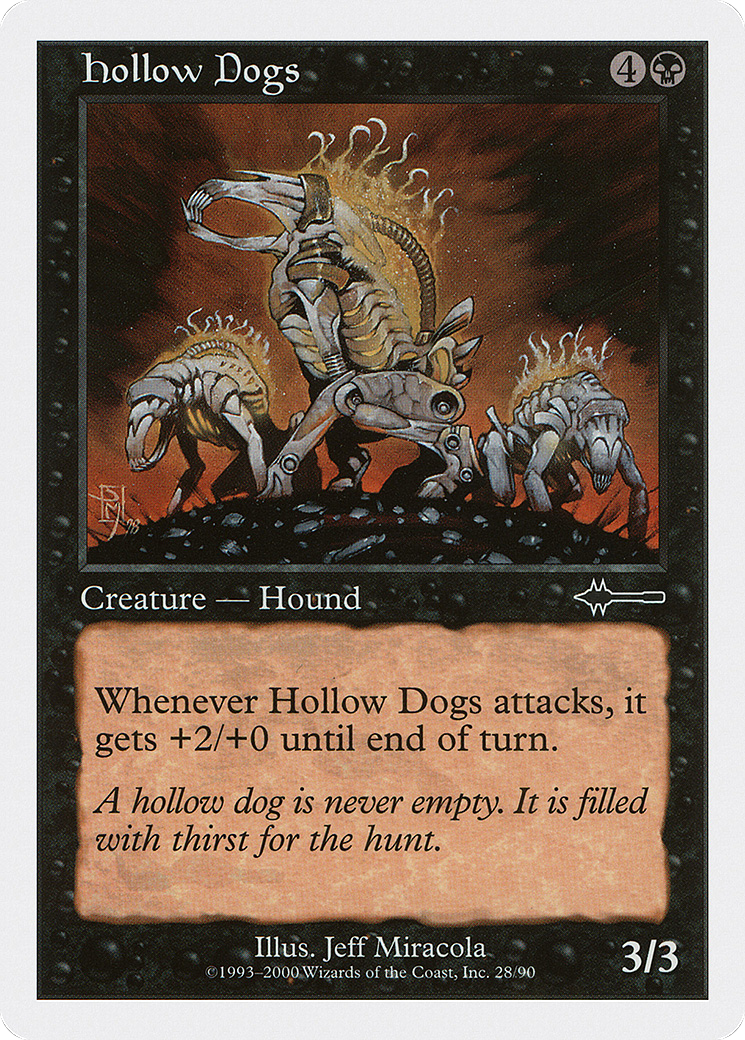 Hollow Dogs 4
Creature — Hound
Whenever Hollow Dogs attacks, it
gets +2/+0 until end of turn.
A hollow dog is never empty. It is filled
with thirst for the hunt.
Illus. Jeff Miracola
©1993–2000 Wizards of the Coast, Inc. 28/90
3/3